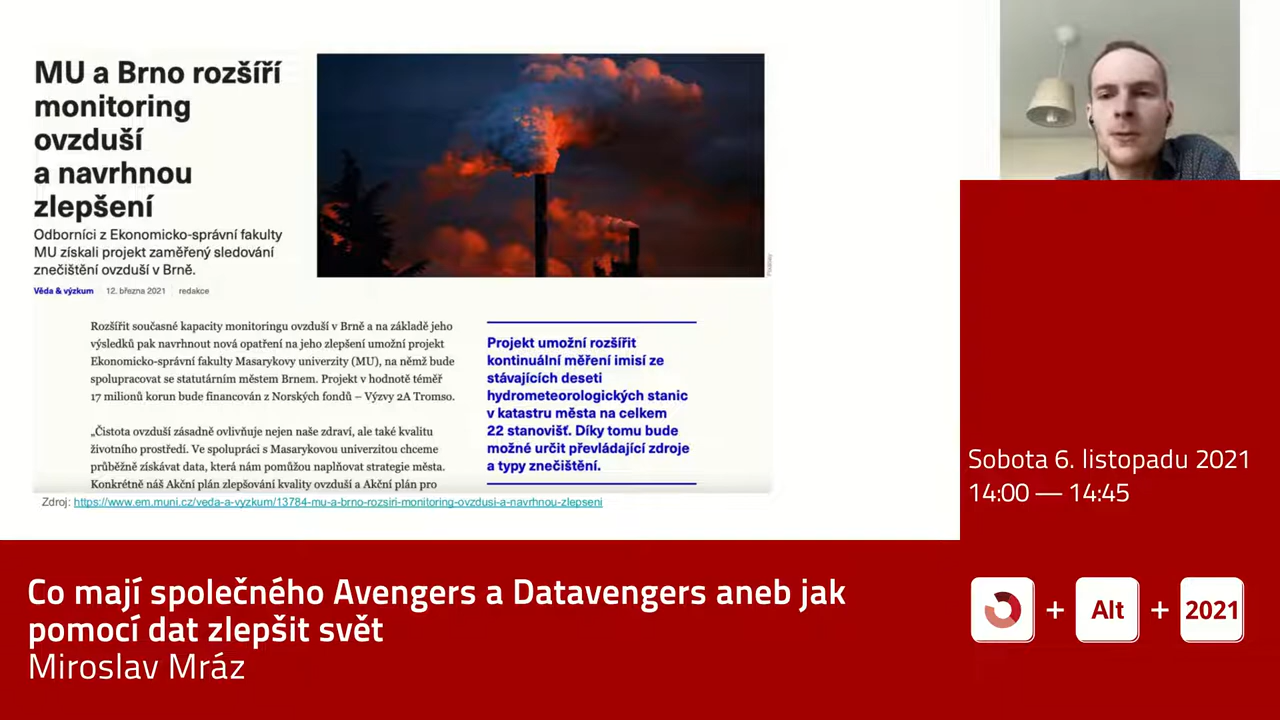 MU a Brno rozšíří
monitoring
ovzduší
a navrhnou
zlepšení
Odborníci z Ekonomicko-správní fakulty
MU získali projekt zaměřený sledování
znečištění ovzduší v Brně.
Věda & výzkum 12. března 2021 redakce
Rozšířit současné kapacity monitoringu ovzduší v Brně a na základě jeho
výsledků pak navrhnout nová opatření na jeho zlepšení umožní projekt
Ekonomicko-správní fakulty Masarykovy univerzity (MU), na němž bude
spolupracovat se statutárním městem Brnem. Projekt v hodnotě téměř
17 milionů korun bude financován z Norských fondů – Výzvy 2A Tromso.
„Čistota ovzduší zásadně ovlivňuje nejen naše zdraví, ale také kvalitu
životního prostředí. Ve spolupráci s Masarykovou univerzitou chceme
průběžně získávat data, která nám pomůžou naplňovat strategie města.
Konkrétně náš Akční plán zlepšování kvality ovzduší a Akční plán pro
Projekt umožní rozšířit
kontinuální měření imisí ze
stávajících deseti
hydrometeorologických stanic
v katastru města na celkem
22 stanovišť. Díky tomu bude
možné určit převládající zdroje
a typy znečištění.
Zdroj: https://www.em.muni.cz/veda-a-vyzkum/13784-mu-a-brno-rozsiri-monitoring-ovzdusi-a-navrhnou-zlepseni
Sobota 6. listopadu 2021
14:00 — 14:45
Co mají společného Avengers a Datavengers aneb jak
pomocí dat zlepšit svět
Miroslav Mráz
+ Alt + 2021